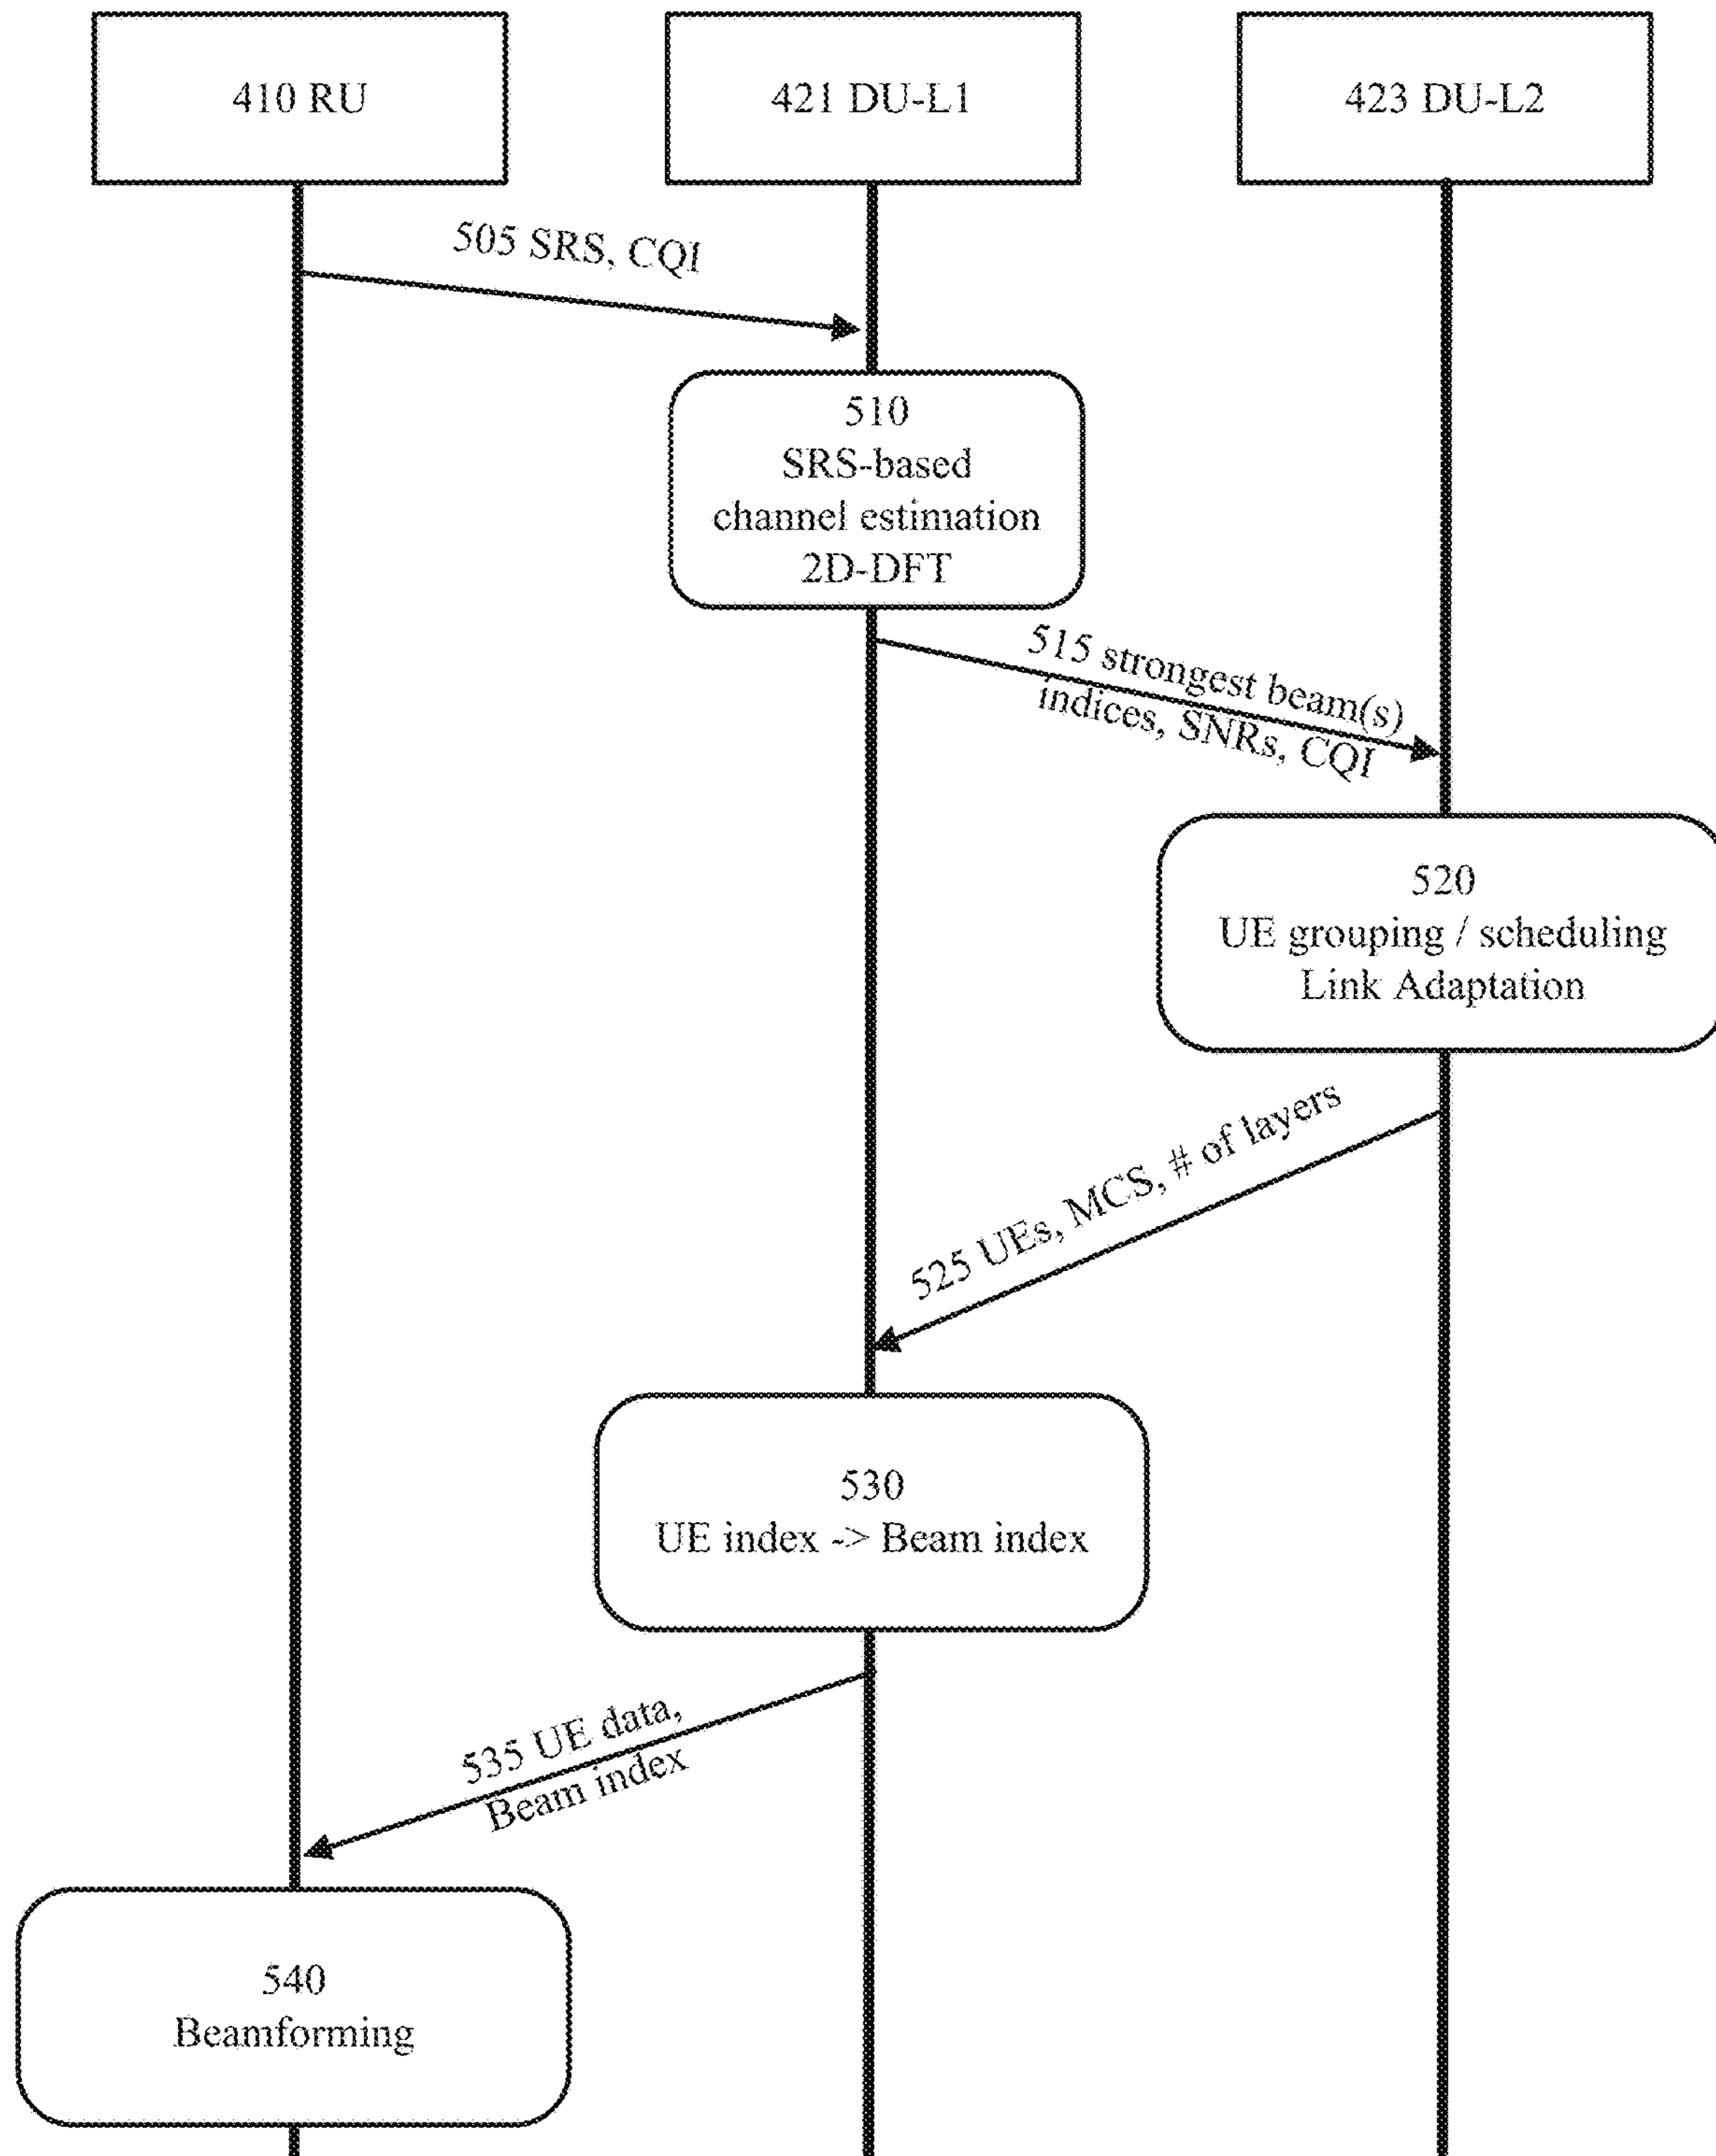 410 RU
421 DU-L1
423 DU-L2
505 SRS, CQI
510
SRS-based
channel estimation
2D-DFT
515 strongest beam(s)
indices, SNRs, CQI
520
UE grouping / scheduling
Link Adaptation
525 UEs, MCS, # of layers
530
UE index -> Beam index
535 UE data,
Beam index
540
Beamforming